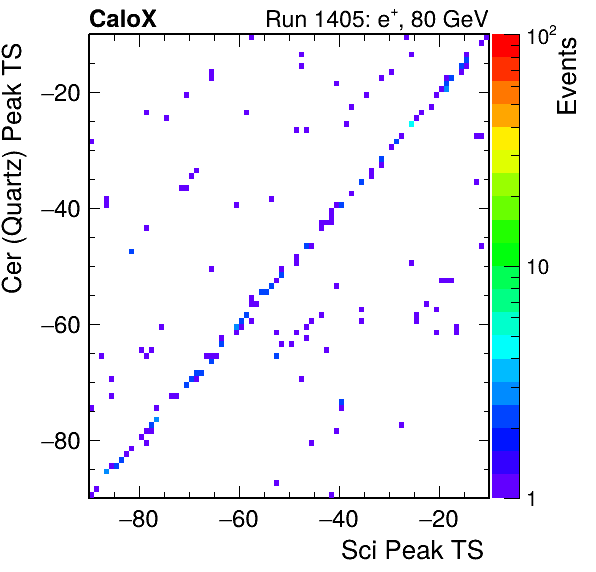 CaloX Run 1405: e⁺, 80 GeV
Cer (Quartz) Peak TS
−20
−40
−60
−80
−80 −60 −40 −20
Sci Peak TS
10²
10
1
Events